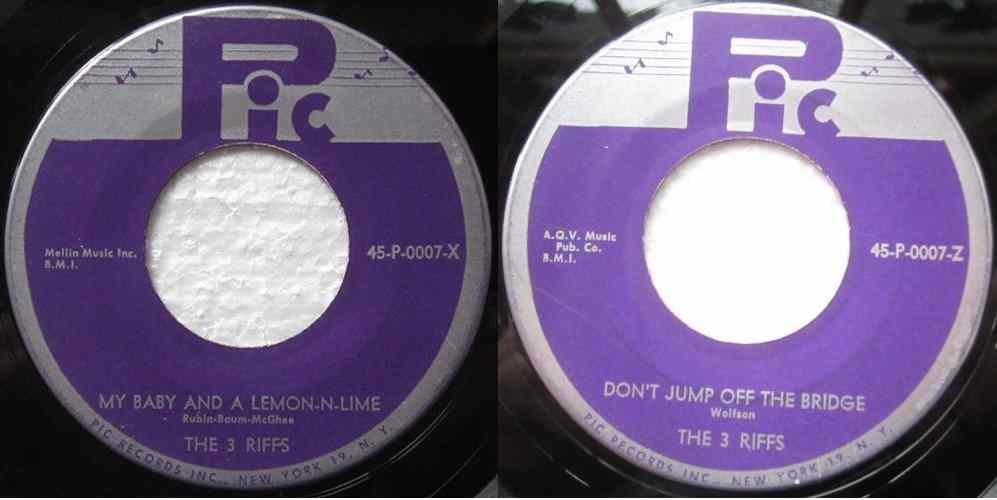 Pic
Mellin Music Inc.
B.M.I.
45-P-0007-X
MY BABY AND A LEMON-N-LIME
Rubin-Baum-McGhee
THE 3 RIFFS
PIC RECORDS INC., NEW YORK 19, N. Y.
Pic
A.Q.V. Music
Pub. Co.
B.M.I.
45-P-0007-Z
DON'T JUMP OFF THE BRIDGE
Wolfson
THE 3 RIFFS
PIC RECORDS INC., NEW YORK 19, N. Y.